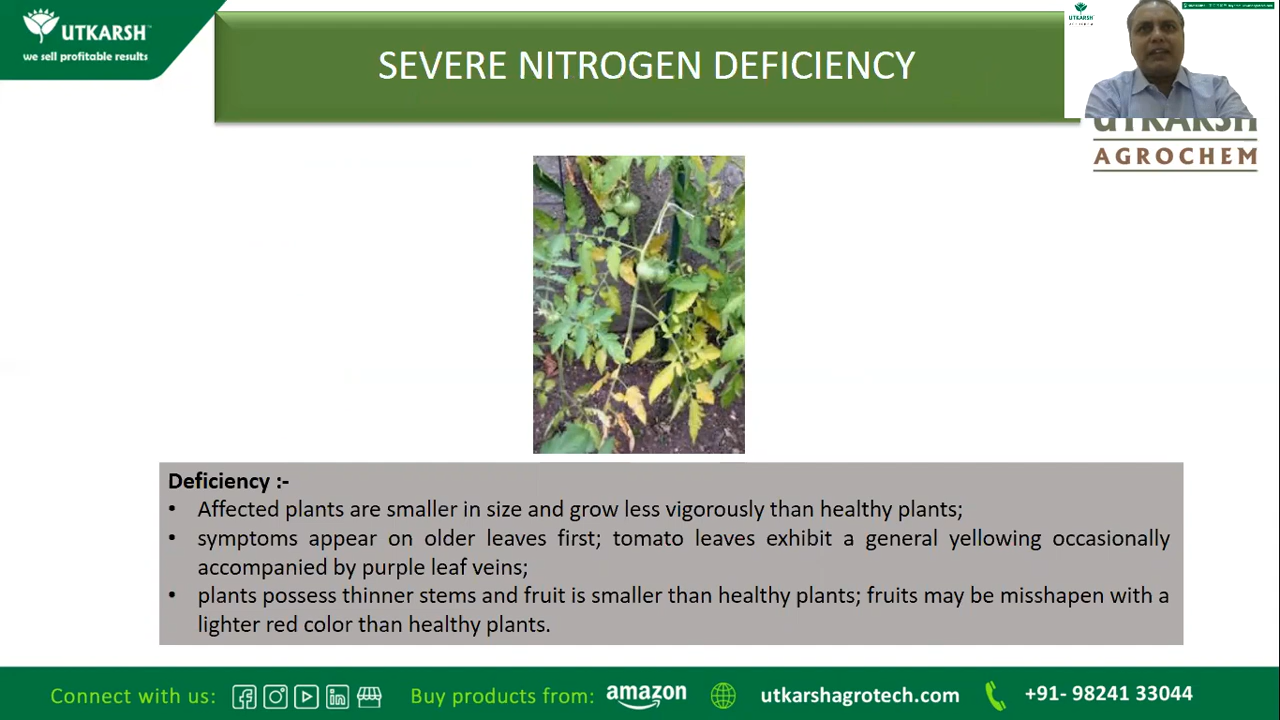 UTKARSH
we sell profitable results
SEVERE NITROGEN DEFICIENCY
UTKARSH
UTKARSH
AGROCHEM
Deficiency :-
• Affected plants are smaller in size and grow less vigorously than healthy plants;
• symptoms appear on older leaves first; tomato leaves exhibit a general yellowing occasionally
accompanied by purple leaf veins;
• plants possess thinner stems and fruit is smaller than healthy plants; fruits may be misshapen with a
lighter red color than healthy plants.
Connect with us:
Buy products from:
amazon
utkarshagrotech.com
+91- 98241 33044